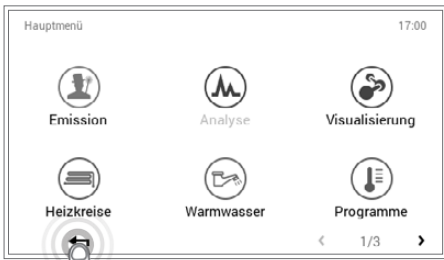 Hauptmenü 17:00
Emission Analyse Visualisierung
Heizkreise Warmwasser Programme
< 1/3 >